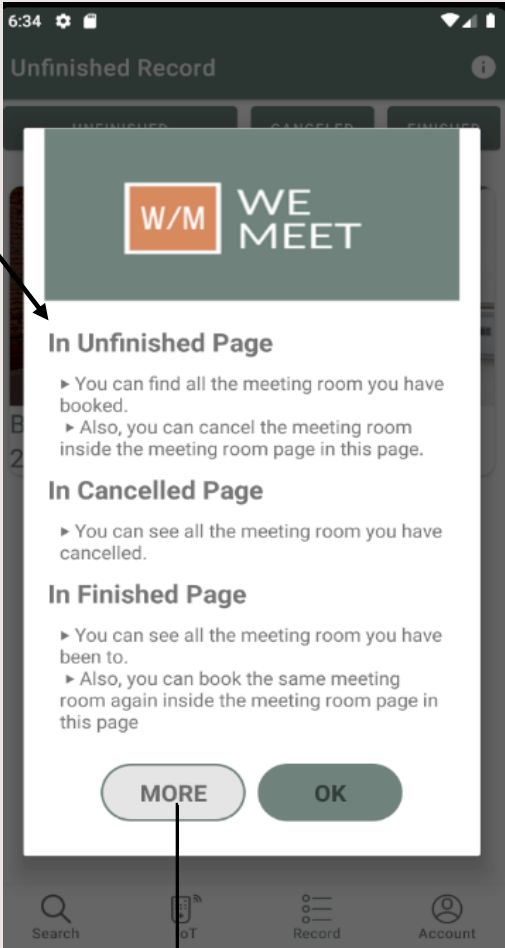 6:34
Unfinished Record
UNFINISHED
CANCELED
FINISHED
W/M
WE
MEET
In Unfinished Page
▸ You can find all the meeting room you have
booked.
▸ Also, you can cancel the meeting room
inside the meeting room page in this page.
In Cancelled Page
▸ You can see all the meeting room you have
cancelled.
In Finished Page
▸ You can see all the meeting room you have
been to.
▸ Also, you can book the same meeting
room again inside the meeting room page in
this page
MORE
OK
Search
Record
Account